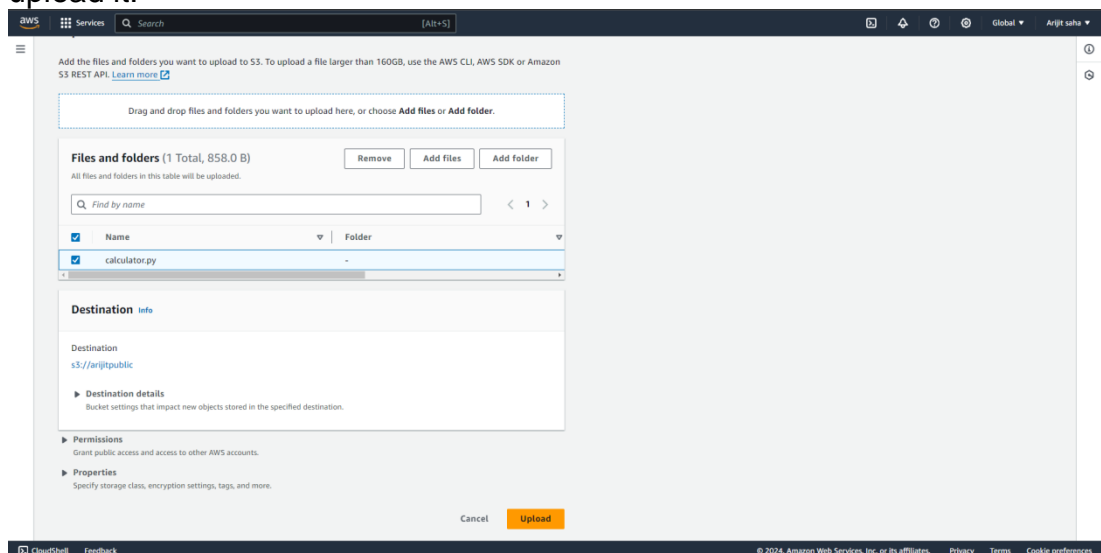 upload it.
aws Services Search [Alt+S] Global Arijit saha
Add the files and folders you want to upload to S3. To upload a file larger than 160GB, use the AWS CLI, AWS SDK or Amazon
S3 REST API. Learn more
Drag and drop files and folders you want to upload here, or choose Add files or Add folder.
Files and folders (1 Total, 858.0 B) Remove Add files Add folder
All files and folders in this table will be uploaded.
Find by name 1
Name Folder
calculator.py -
Destination Info
Destination
s3://arijitpublic
Destination details
Bucket settings that impact new objects stored in the specified destination.
Permissions
Grant public access and access to other AWS accounts.
Properties
Specify storage class, encryption settings, tags, and more.
Cancel Upload
CloudShell Feedback © 2024, Amazon Web Services, Inc. or its affiliates. Privacy Terms Cookie preferences